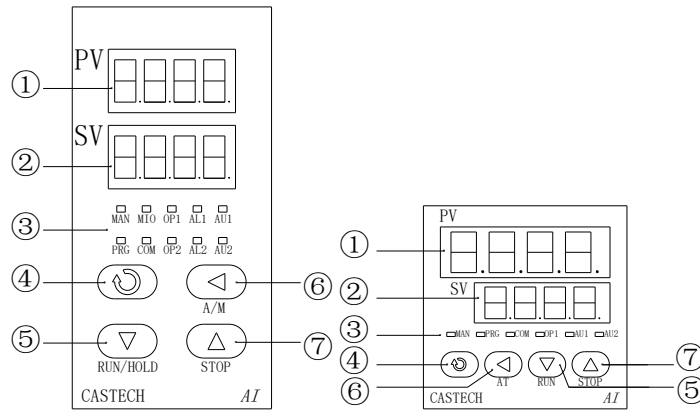 PV
①
SV
②
③
MAN MIO OP1 AL1 AU1
PRG COM OP2 AL2 AU2
④
⑥
A/M
⑤
⑦
RUN/HOLD STOP
CASTECH AI
PV
①
②
SV
③
MAN PRG COM OP1 AU1 AU2
④
⑦
⑥
AT RUN STOP
⑤
CASTECH AI